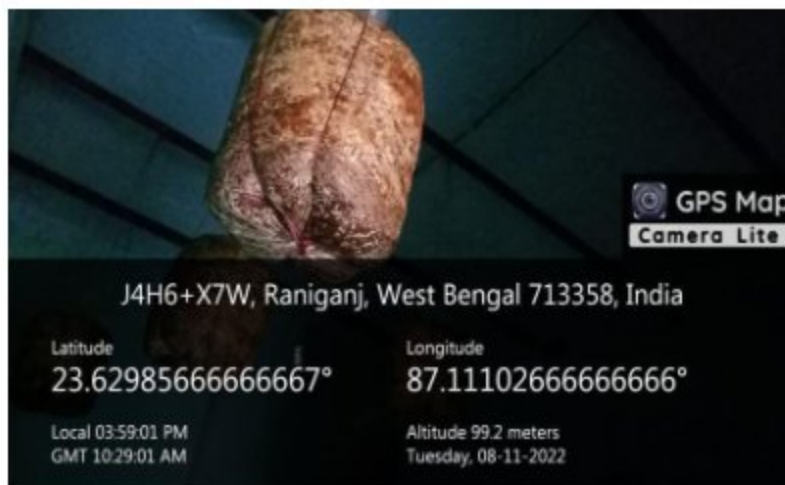 GPS Map
Camera Lite
J4H6+X7W, Raniganj, West Bengal 713358, India
Latitude
23.62985666666667°
Longitude
87.11102666666666°
Local 03:59:01 PM
GMT 10:29:01 AM
Altitude 99.2 meters
Tuesday, 08-11-2022